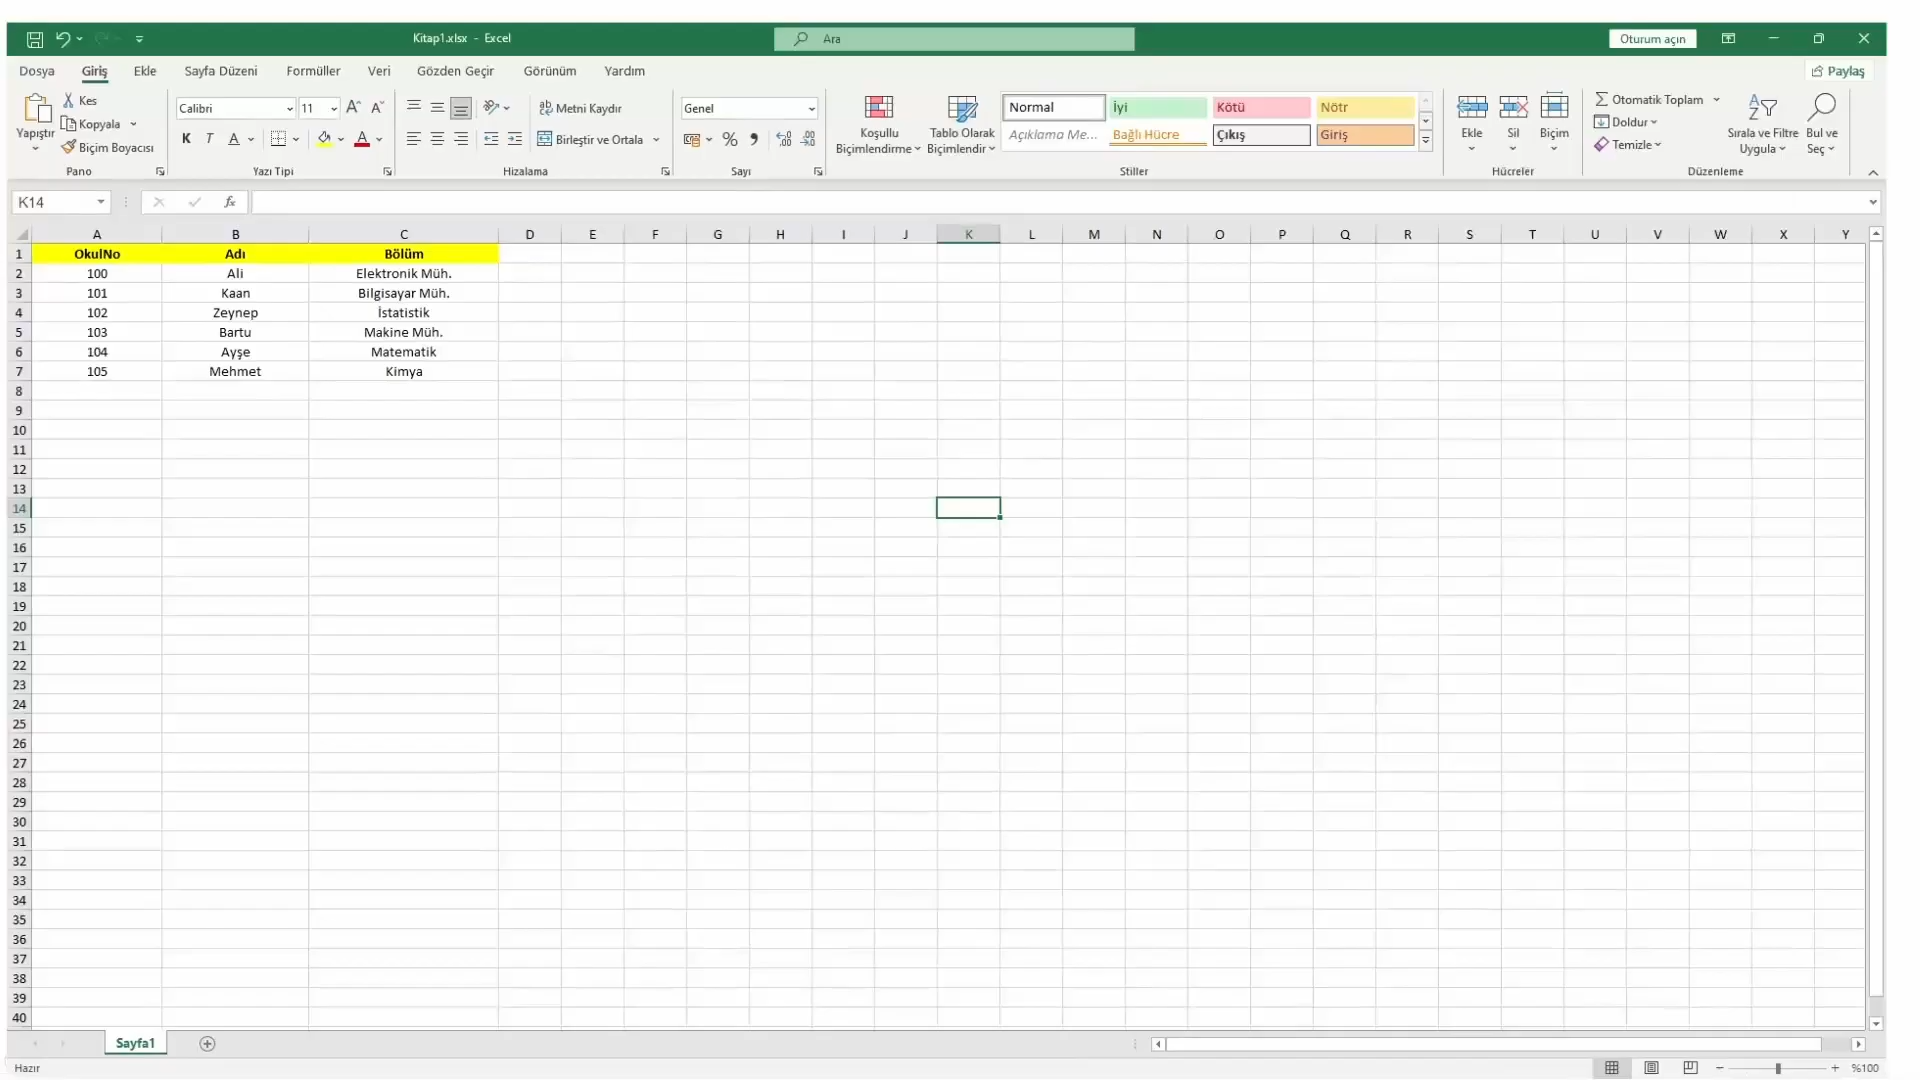 Kitap1.xlsx - Excel
Ara
Oturum açın
Dosya Giriş Ekle Sayfa Düzeni Formüller Veri Gözden Geçir Görünüm Yardım Paylaş
Yapıştır
Kes
Kopyala
Biçim Boyacısı
Pano
Calibri 11
K T A
Yazı Tipi
Metni Kaydır
Birleştir ve Ortala
Hizalama
Genel
%
Sayı
Koşullu
Biçimlendirme
Tablo Olarak
Biçimlendir
Normal İyi Kötü Nötr
Açıklama Me... Bağlı Hücre Çıkış Giriş
Stiller
Ekle Sil Biçim
Hücreler
Otomatik Toplam
Doldur
Temizle
Sırala ve Filtre
Uygula
Bul ve
Seç
Düzenleme
K14 fx
A B C D E F G H I J K L M N O P Q R S T U V W X Y
1 OkulNo Adı Bölüm
2 100 Ali Elektronik Müh.
3 101 Kaan Bilgisayar Müh.
4 102 Zeynep İstatistik
5 103 Bartu Makine Müh.
6 104 Ayşe Matematik
7 105 Mehmet Kimya
8
9
10
11
12
13
14
15
16
17
18
19
20
21
22
23
24
25
26
27
28
29
30
31
32
33
34
35
36
37
38
39
40
Sayfa1
Hazır
%100